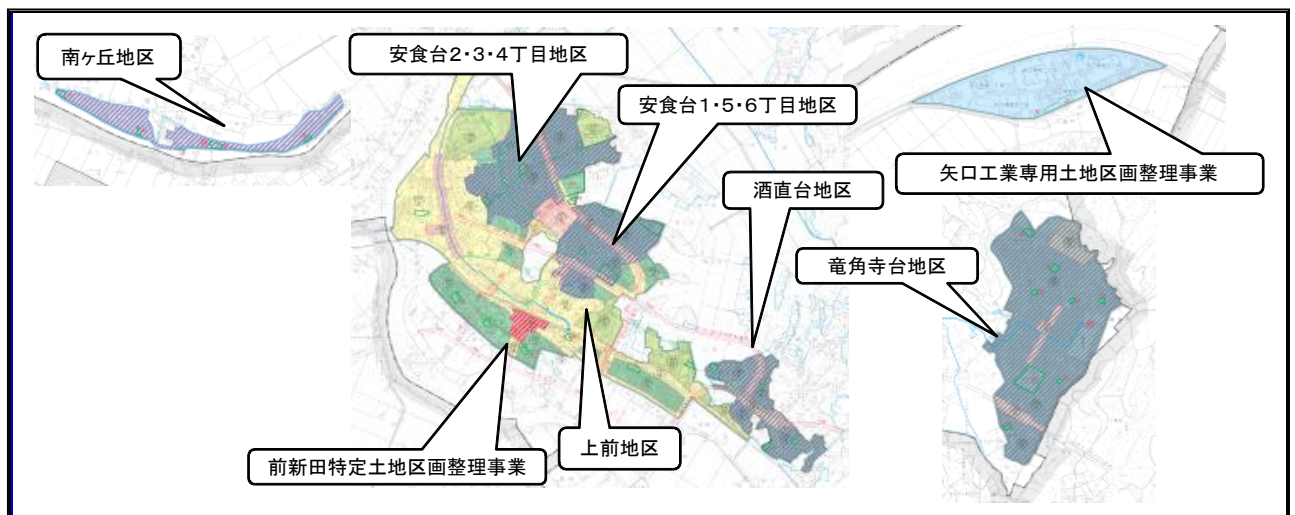 南ヶ丘地区
安食台2・3・4丁目地区
安食台1・5・6丁目地区
酒直台地区
矢口工業専用土地区画整理事業
竜角寺台地区
上前地区
前新田特定土地区画整理事業